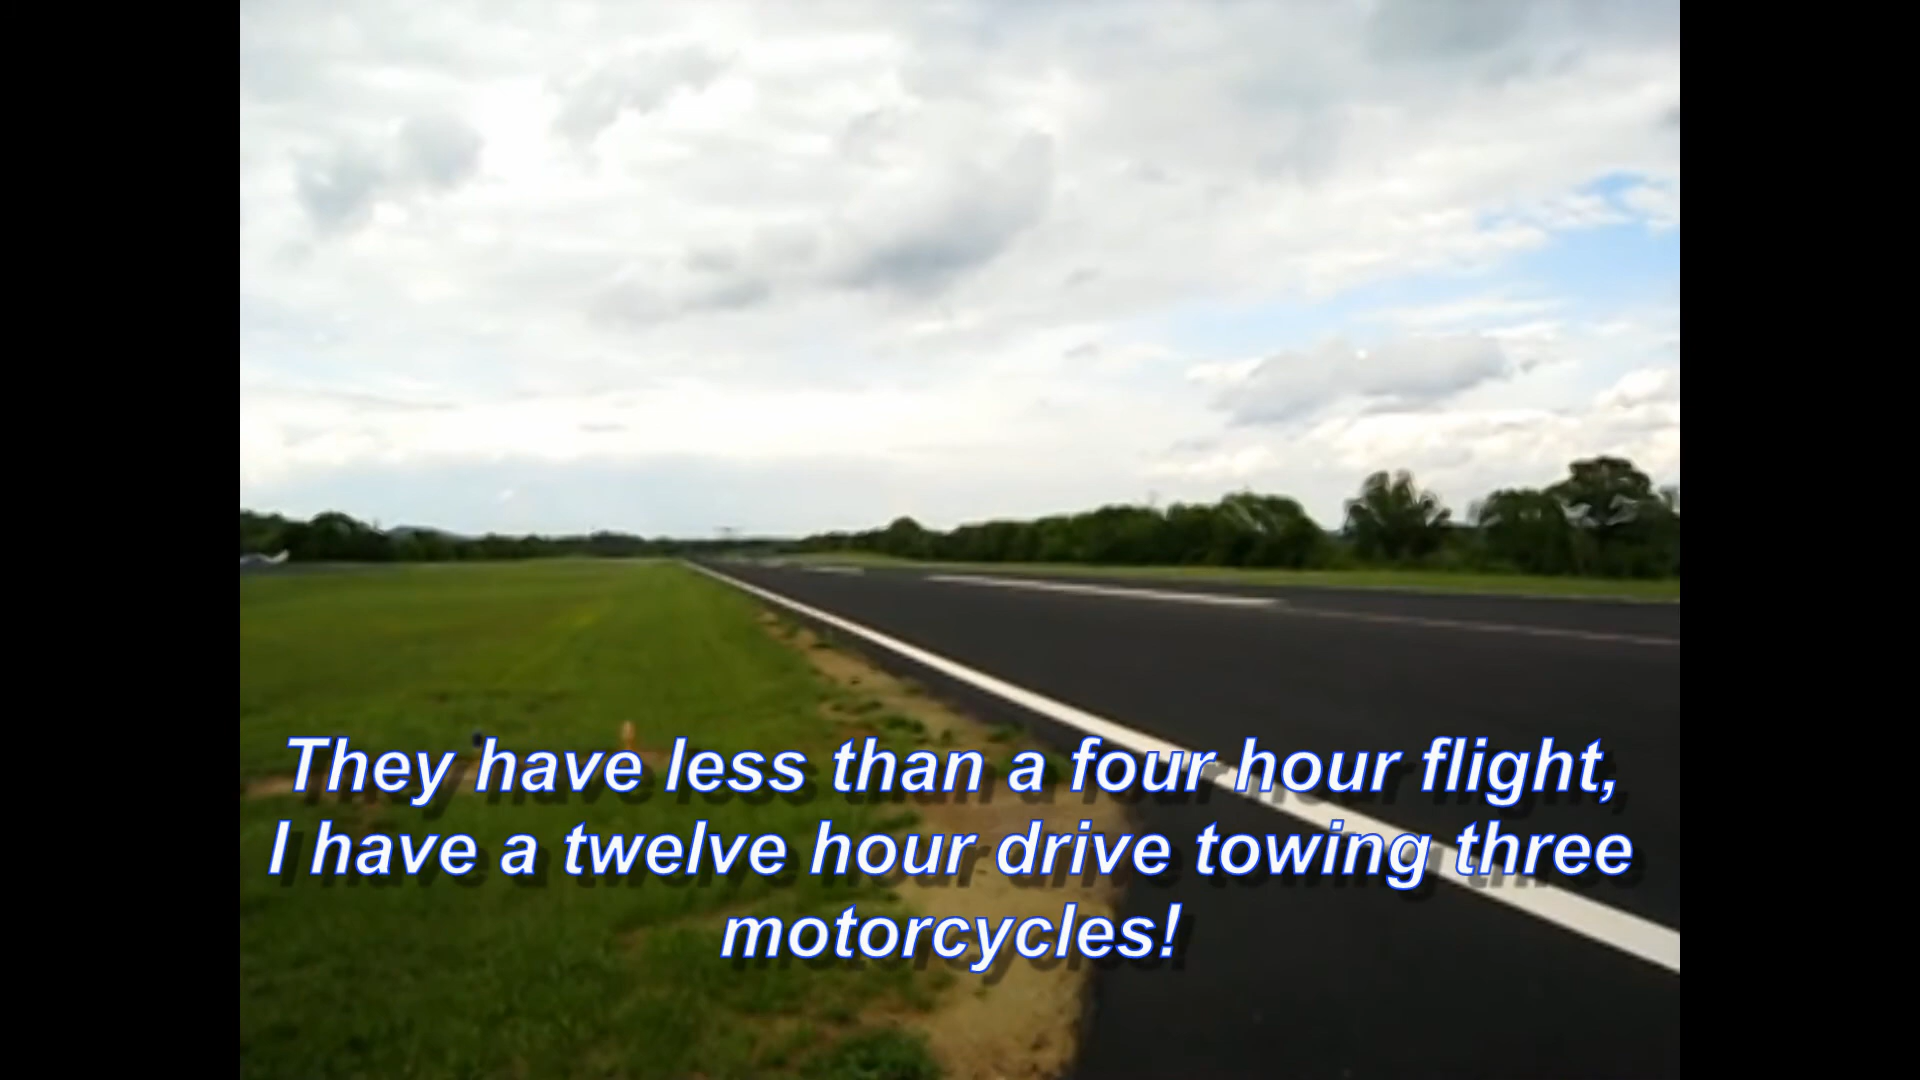 They have less than a four hour flight,
I have a twelve hour drive towing three
motorcycles!